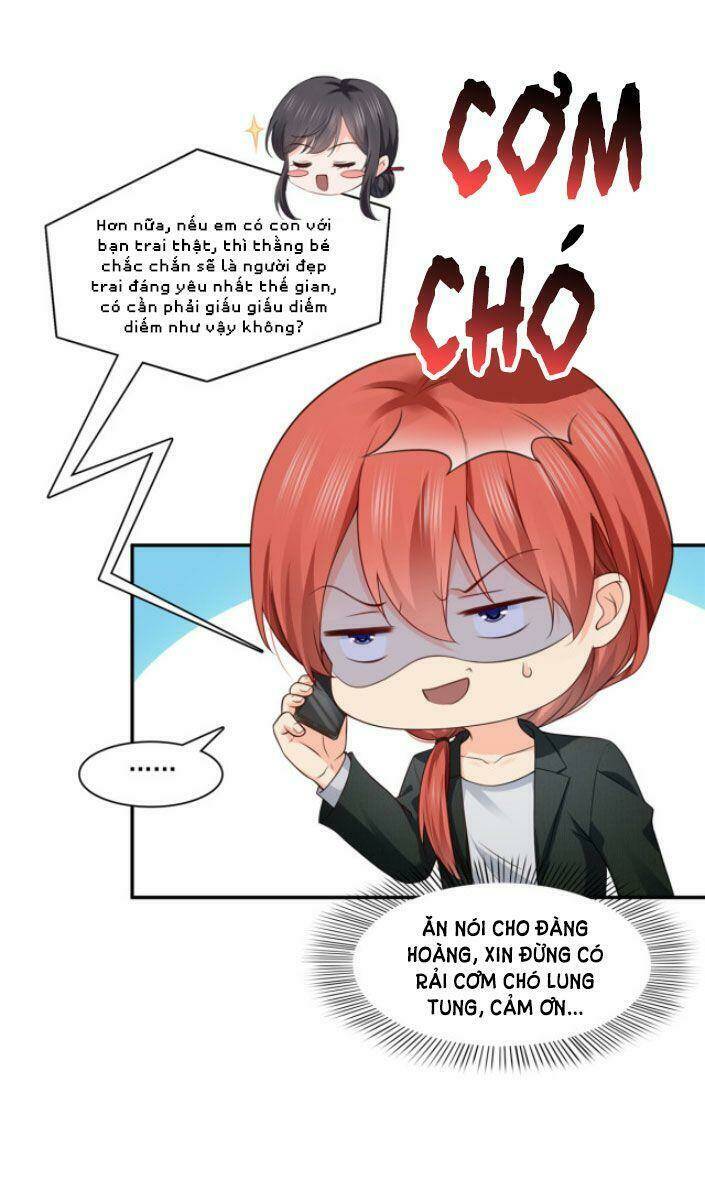 CƠM
CHÓ
Hơn nữa, nếu em có con với
bạn trai thật, thì thằng bé
chắc chắn sẽ là người đẹp
trai đáng yêu nhất thế gian,
có cần phải giấu giấu diếm
diếm như vậy không?
......
ĂN NÓI CHO ĐÀNG
HOÀNG, XIN ĐỪNG CÓ
RẢI CƠM CHÓ LUNG
TUNG, CẢM ƠN...